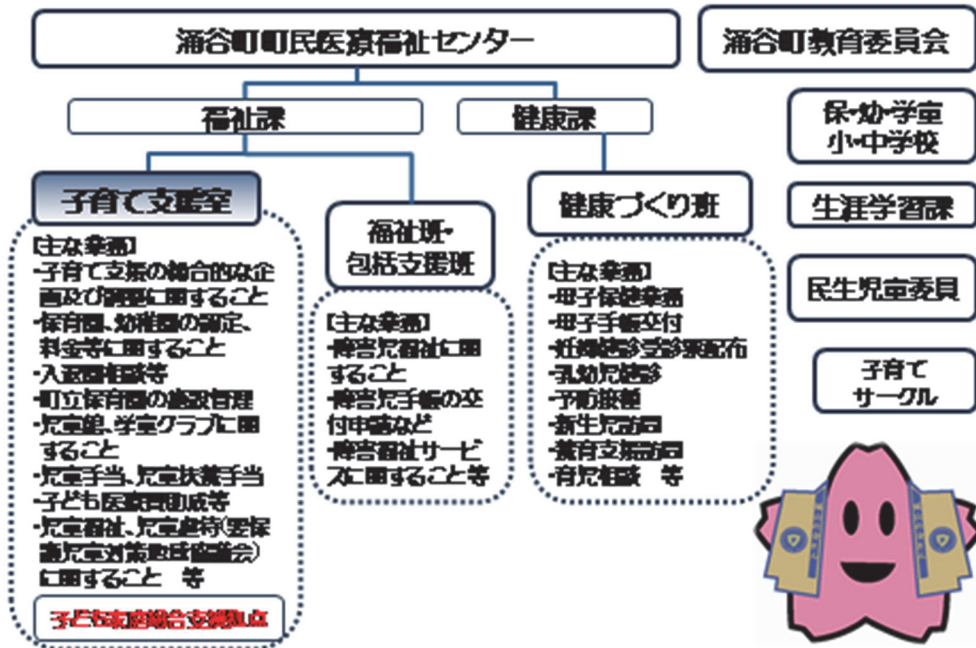 涌谷町町民医療福祉センター
涌谷町教育委員会
福祉課
健康課
保・幼・学童
小・中学校
子育て支援室
福祉班・
包括支援班
健康づくり班
生涯学習課
民生児童委員
子育て
サークル
【主な業務】
・子育て支援の総合的な企
画及び調整に関すること
・保育園、幼稚園の認定、
料金等に関すること
・入退園相談等
・町立保育園の施設管理
・児童館、学童クラブに関
すること
・児童手当、児童扶養手当
・子ども医療費助成等
・児童福祉、児童虐待(要保
護児童対策地域協議会)
に関すること　等
子ども家庭総合支援拠点
【主な業務】
・障害児福祉に関
すること
・障害児手帳の交
付申請など
・障害福祉サービ
スに関すること等
【主な業務】
・母子保健業務
・母子手帳交付
・妊婦健診受診票配布
・乳幼児健診
・予防接種
・新生児訪問
・養育支援訪問
・育児相談　等